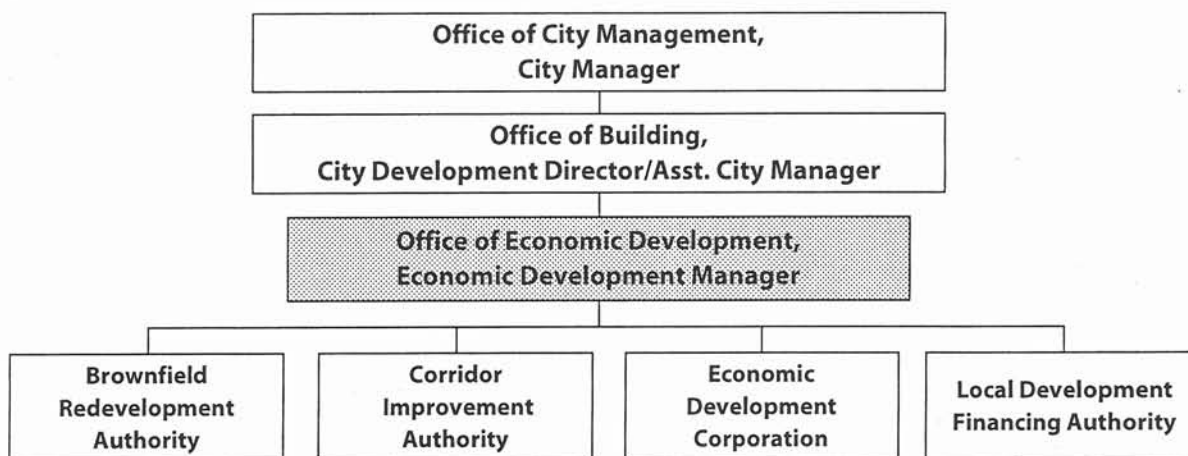 Office of City Management,
City Manager
Office of Building,
City Development Director/Asst. City Manager
Office of Economic Development,
Economic Development Manager
Brownfield
Redevelopment
Authority
Corridor
Improvement
Authority
Economic
Development
Corporation
Local Development
Financing Authority